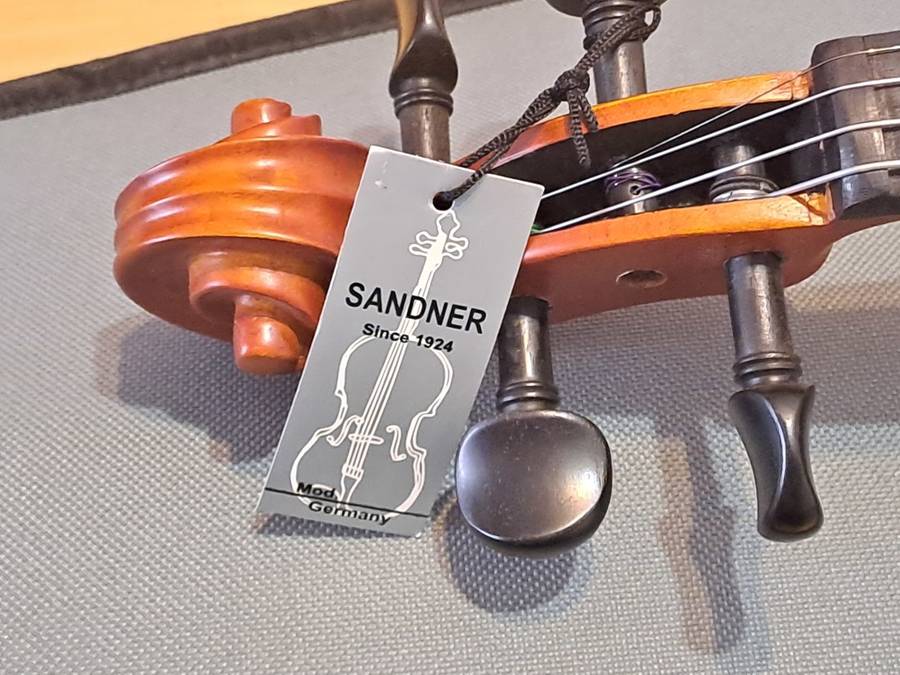 SANDNER
Since 1924
Mod
Germany